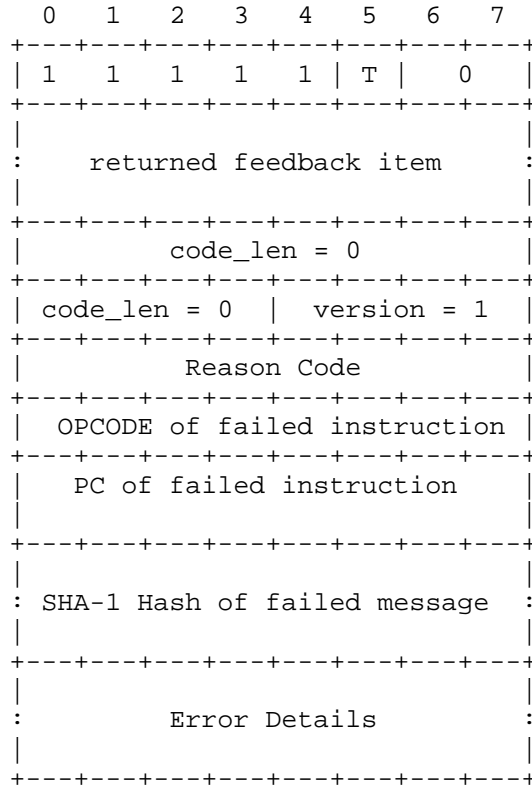 0   1   2   3   4   5   6   7
+---+---+---+---+---+---+---+---+
| 1   1   1   1   1 | T |   0   |
+---+---+---+---+---+---+---+---+
|                               |
:    returned feedback item     :
|                               |
+---+---+---+---+---+---+---+---+
|         code_len = 0          |
+---+---+---+---+---+---+---+---+
| code_len = 0  |  version = 1  |
+---+---+---+---+---+---+---+---+
|          Reason Code          |
+---+---+---+---+---+---+---+---+
|  OPCODE of failed instruction |
+---+---+---+---+---+---+---+---+
|   PC of failed instruction    |
|                               |
+---+---+---+---+---+---+---+---+
|                               |
: SHA-1 Hash of failed message  :
|                               |
+---+---+---+---+---+---+---+---+
|                               |
:         Error Details         :
|                               |
+---+---+---+---+---+---+---+---+